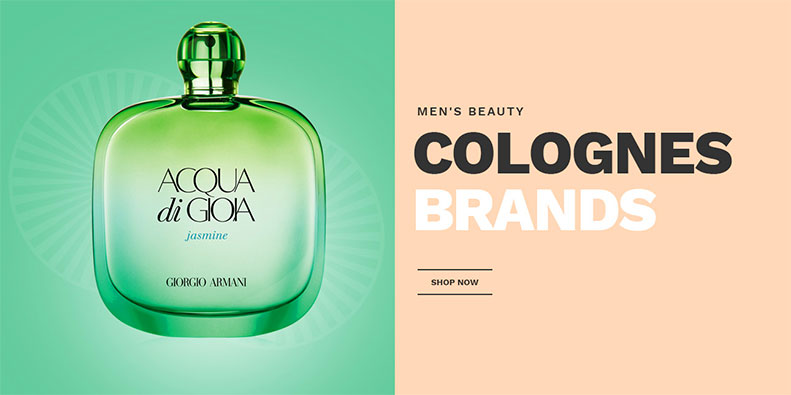 ACQUA
di GIOIA
jasmine
GIORGIO ARMANI
MEN'S BEAUTY
COLOGNES
BRANDS
SHOP NOW